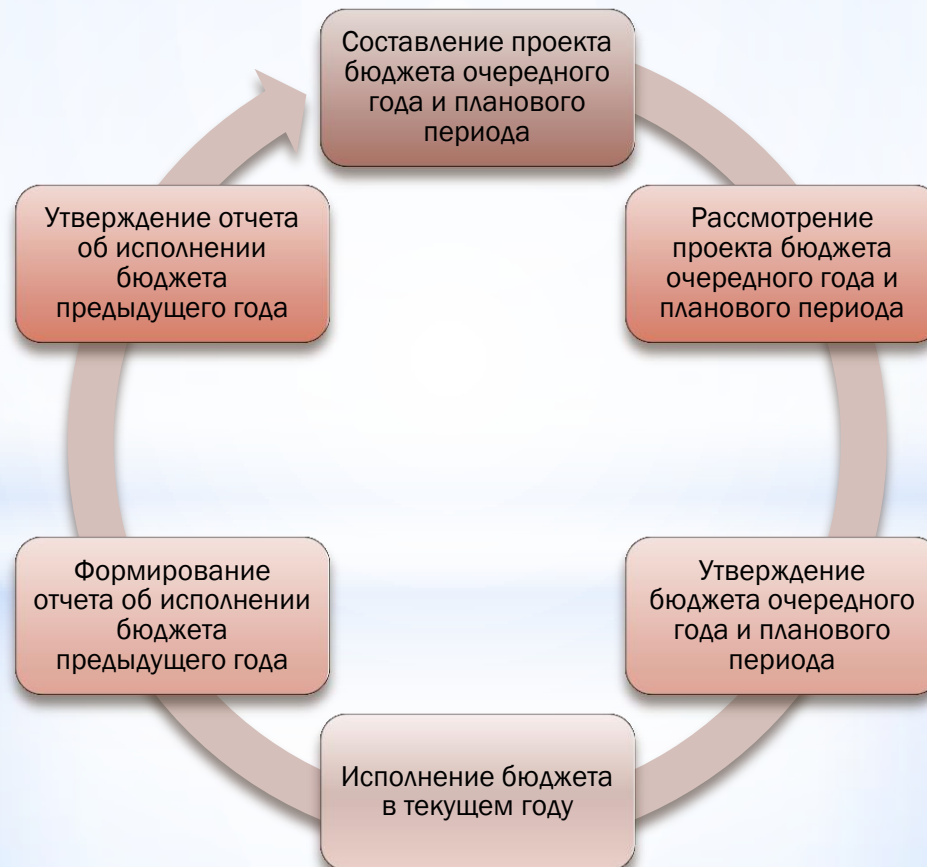 Составление проекта
бюджета очередного
года и планового
периода
Рассмотрение
проекта бюджета
очередного года и
планового периода
Утверждение
бюджета очередного
года и планового
периода
Исполнение бюджета
в текущем году
Формирование
отчета об исполнении
бюджета
предыдущего года
Утверждение отчета
об исполнении
бюджета
предыдущего года